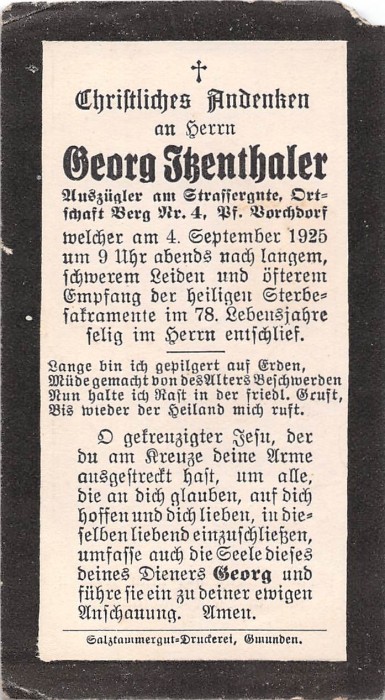 Christliches Andenken
an Herrn
Georg Itzenthaler
Auszügler am Strassergute, Ort-
schaft Berg Nr. 4, Pf. Vorchdorf
welcher am 4. September 1925
um 9 Uhr abends nach langem,
schwerem Leiden und öfterem
Empfang der heiligen Sterbe-
sakramente im 78. Lebensjahre
selig im Herrn entschlief.
Lange bin ich gepilgert auf Erden,
Müde gemacht von des Alters Beschwerden
Nun halte ich Rast in der friedl. Gruft,
Bis wieder der Heiland mich ruft.
O gekreuzigter Jesu, der
du am Kreuze deine Arme
ausgestreckt hast, um alle,
die an dich glauben, auf dich
hoffen und dich lieben, in die-
selben liebend einzuschließen,
umfasse auch die Seele dieses
deines Dieners Georg und
führe sie ein zu deiner ewigen
Anschauung. Amen.
Salzkammergut-Druckerei, Gmunden.